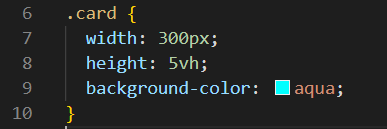 6 .card {
7 width: 300px;
8 height: 5vh;
9 background-color: aqua;
10 }